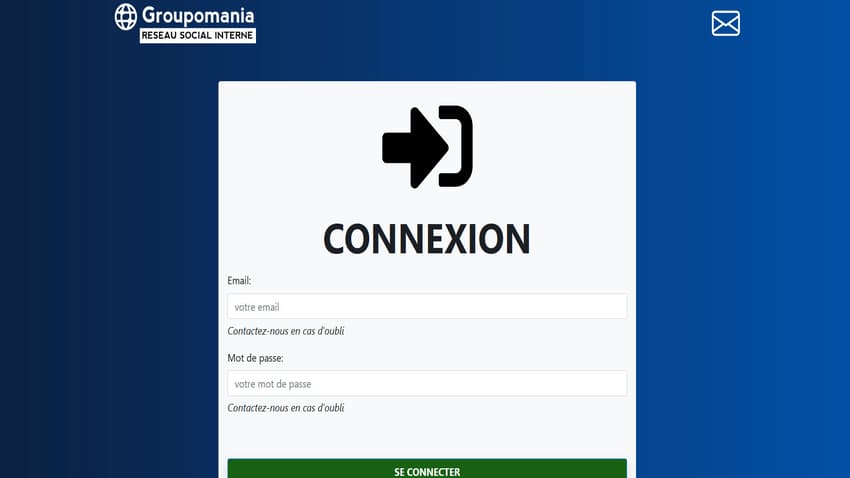 Groupomania
RESEAU SOCIAL INTERNE
CONNEXION
Email:
votre email
Contactez-nous en cas d'oubli
Mot de passe:
votre mot de passe
Contactez-nous en cas d'oubli
SE CONNECTER